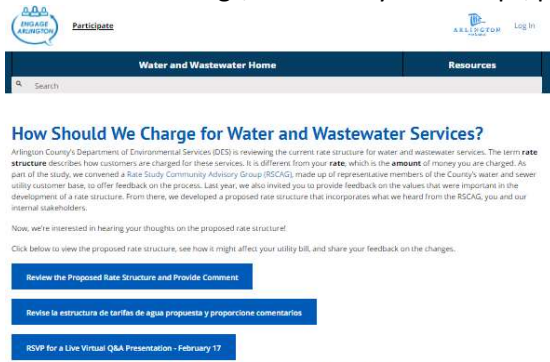 ENGAGE
ARLINGTON
Participate
ARLINGTON
Log In
Water and Wastewater Home
Resources
Search
How Should We Charge for Water and Wastewater Services?
Arlington County's Department of Environmental Services (DES) is reviewing the current rate structure for water and wastewater services. The term rate
structure describes how customers are charged for these services. It is different from your rate, which is the amount of money you are charged. As
part of the study, we convened a Rate Study Community Advisory Group (RSCAG), made up of representative members of the County's water and sewer
utility customer base, to offer feedback on the process. Last year, we also invited you to provide feedback on the values that were important in the
development of a rate structure. From there, we developed a proposed rate structure that incorporates what we heard from the RSCAG, you and our
internal stakeholders.
Now, we're interested in hearing your thoughts on the proposed rate structure!
Click below to view the proposed rate structure, see how it might affect your utility bill, and share your feedback on the changes.
Review the Proposed Rate Structure and Provide Comment
Revise la estructura de tarifas de agua propuesta y proporcione comentarios
RSVP for a Live Virtual Q&A Presentation - February 17